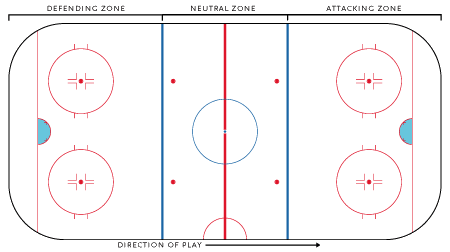 DEFENDING ZONE NEUTRAL ZONE ATTACKING ZONE
DIRECTION OF PLAY